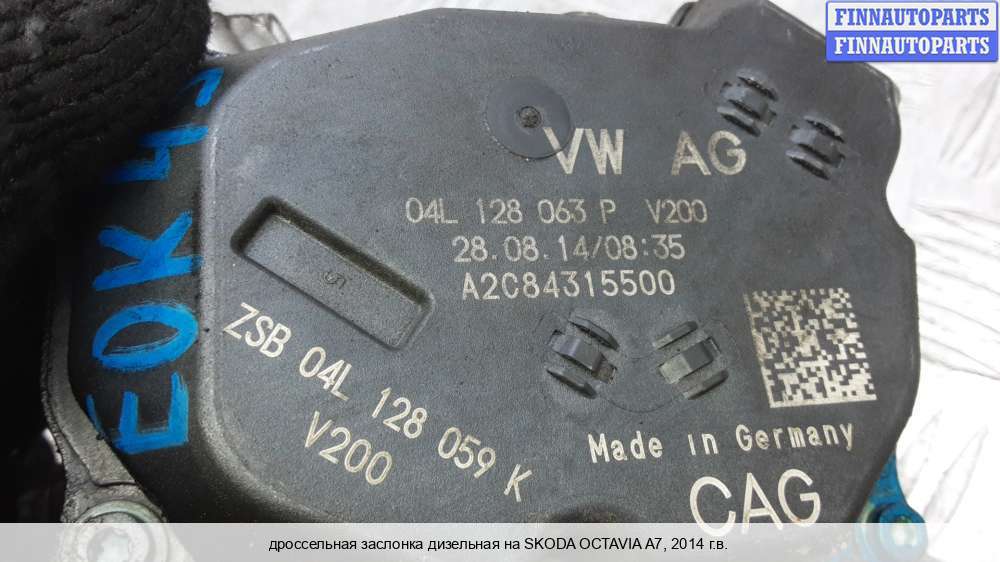 FINNAUTOPARTS
FINNAUTOPARTS
EOK43
VW AG
04L 128 063 P V200
28.08.14/08:35
A2C84315500
ZSB 04L 128 059 K
V200
Made in Germany
CAG
дроссельная заслонка дизельная на SKODA OCTAVIA A7, 2014 г.в.